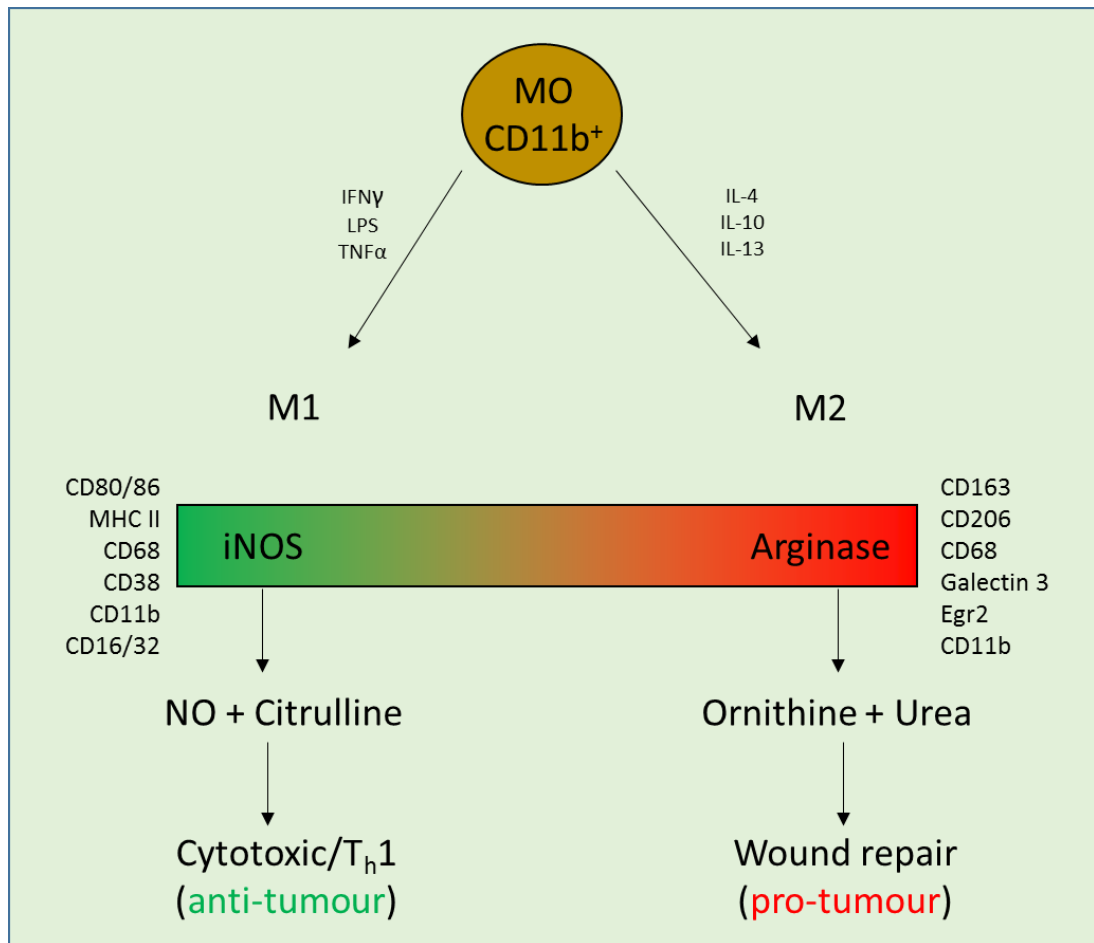 MO
CD11b⁺
IFNγ
LPS
TNFα
IL-4
IL-10
IL-13
M1
M2
CD80/86
MHC II
CD68
CD38
CD11b
CD16/32
iNOS
Arginase
CD163
CD206
CD68
Galectin 3
Egr2
CD11b
NO + Citrulline
Ornithine + Urea
Cytotoxic/Tₕ1
(anti-tumour)
Wound repair
(pro-tumour)